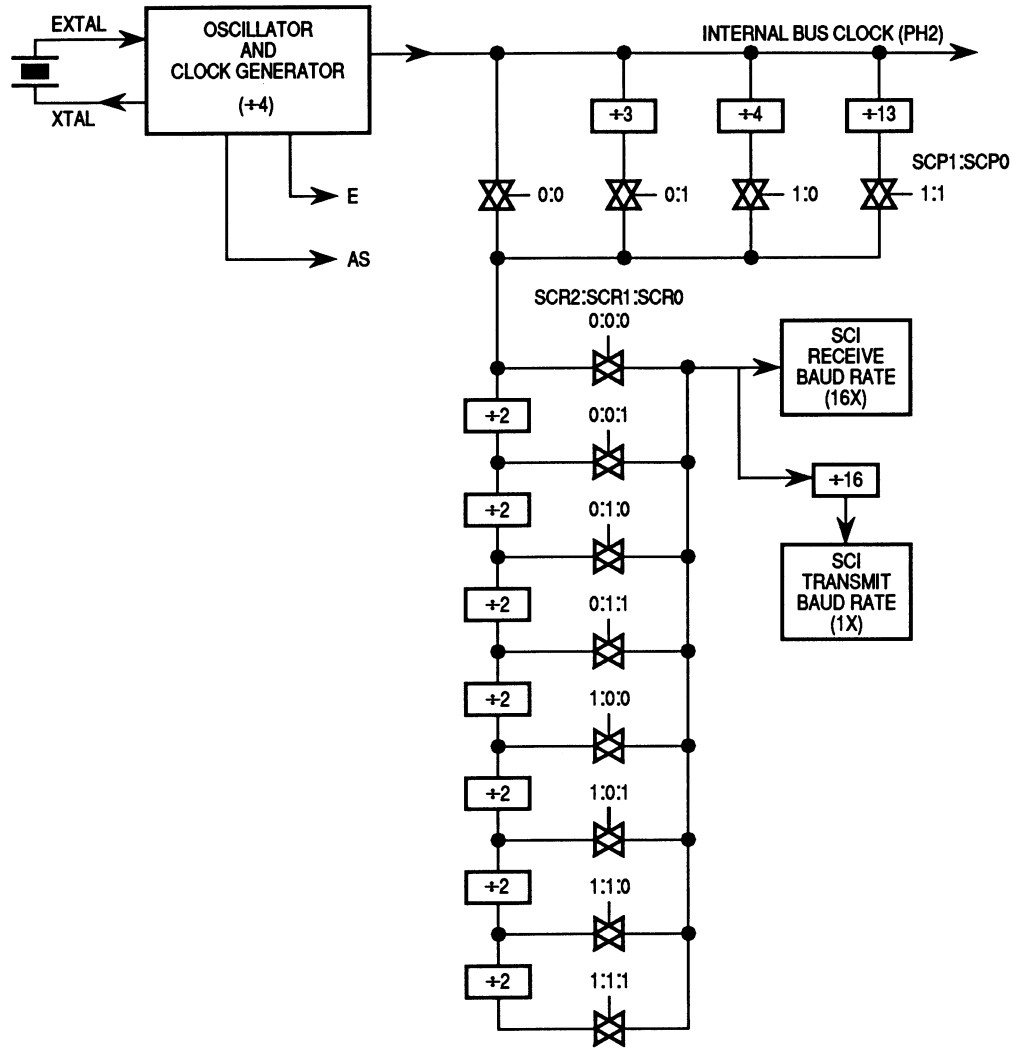 EXTAL
XTAL
OSCILLATOR
AND
CLOCK GENERATOR
(÷4)
E
AS
INTERNAL BUS CLOCK (PH2)
÷3
÷4
÷13
SCP1:SCP0
0:0
0:1
1:0
1:1
SCR2:SCR1:SCR0
0:0:0
÷2
0:0:1
÷2
0:1:0
÷2
0:1:1
÷2
1:0:0
÷2
1:0:1
÷2
1:1:0
÷2
1:1:1
SCI
RECEIVE
BAUD RATE
(16X)
÷16
SCI
TRANSMIT
BAUD RATE
(1X)